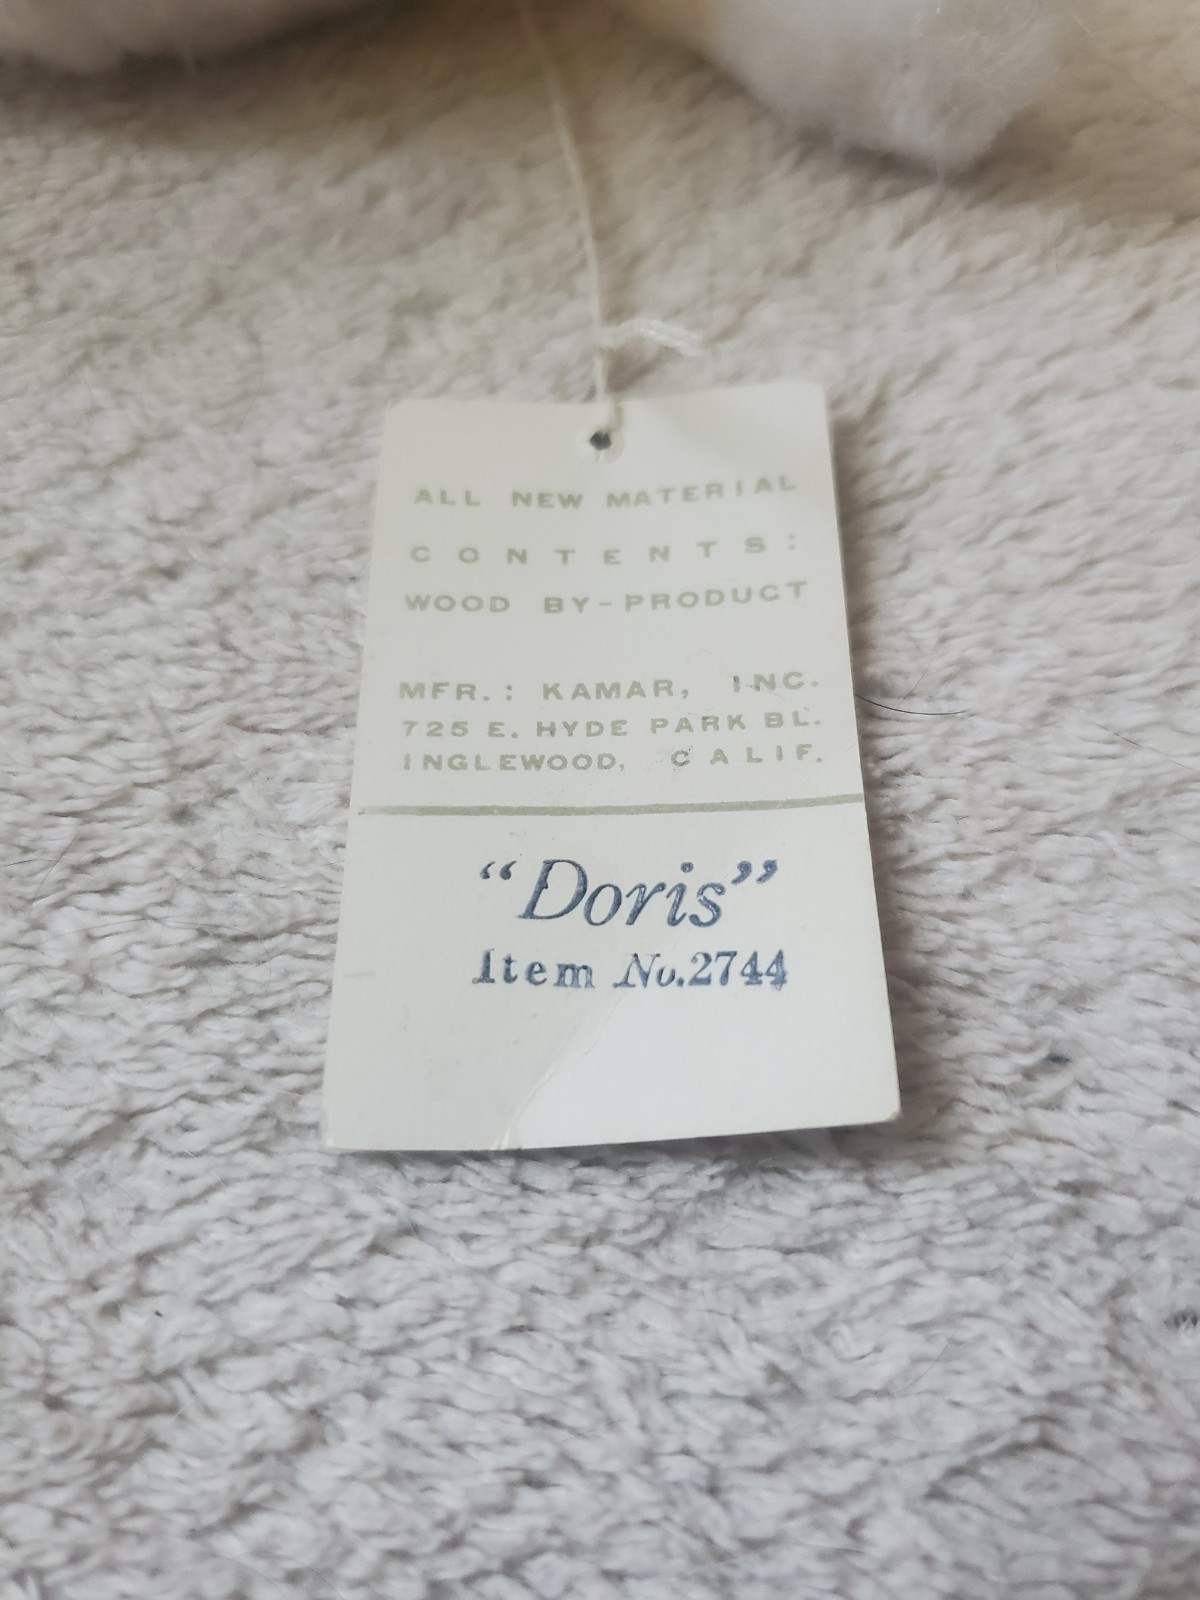 ALL NEW MATERIAL
CONTENTS:
WOOD BY-PRODUCT
MFR.: KAMAR, INC.
725 E. HYDE PARK BL.
INGLEWOOD, CALIF.
“Doris”
Item No.2744